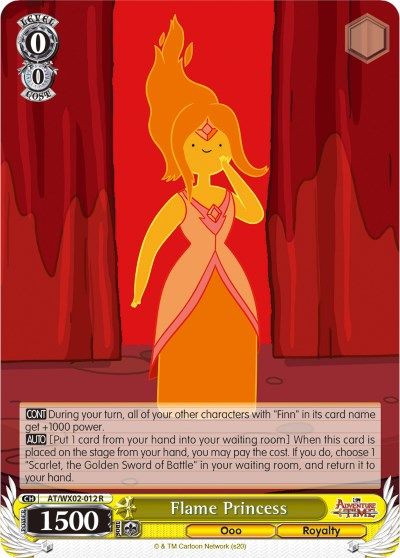 LEVEL
0
0
COST
CONT During your turn, all of your other characters with "Finn" in its card name
get +1000 power.
AUTO [Put 1 card from your hand into your waiting room] When this card is
placed on the stage from your hand, you may pay the cost. If you do, choose 1
"Scarlet, the Golden Sword of Battle" in your waiting room, and return it to
your hand.
CD AT/WX02-012 R
Flame Princess
POWER 1500 SOUL
Ooo
Royalty
ADVENTURE TIME
© & TM Cartoon Network (s20)